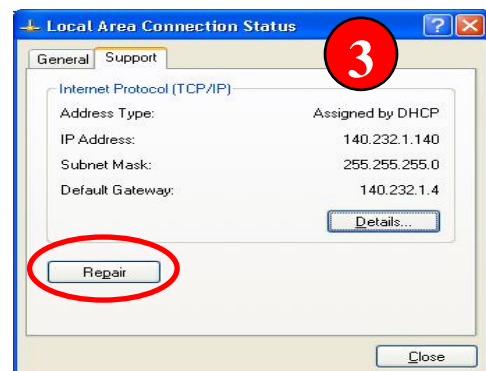 Local Area Connection Status
3
General Support
Internet Protocol (TCP/IP)
Address Type: Assigned by DHCP
IP Address: 140.232.1.140
Subnet Mask: 255.255.255.0
Default Gateway: 140.232.1.4
Details...
Repair
Close